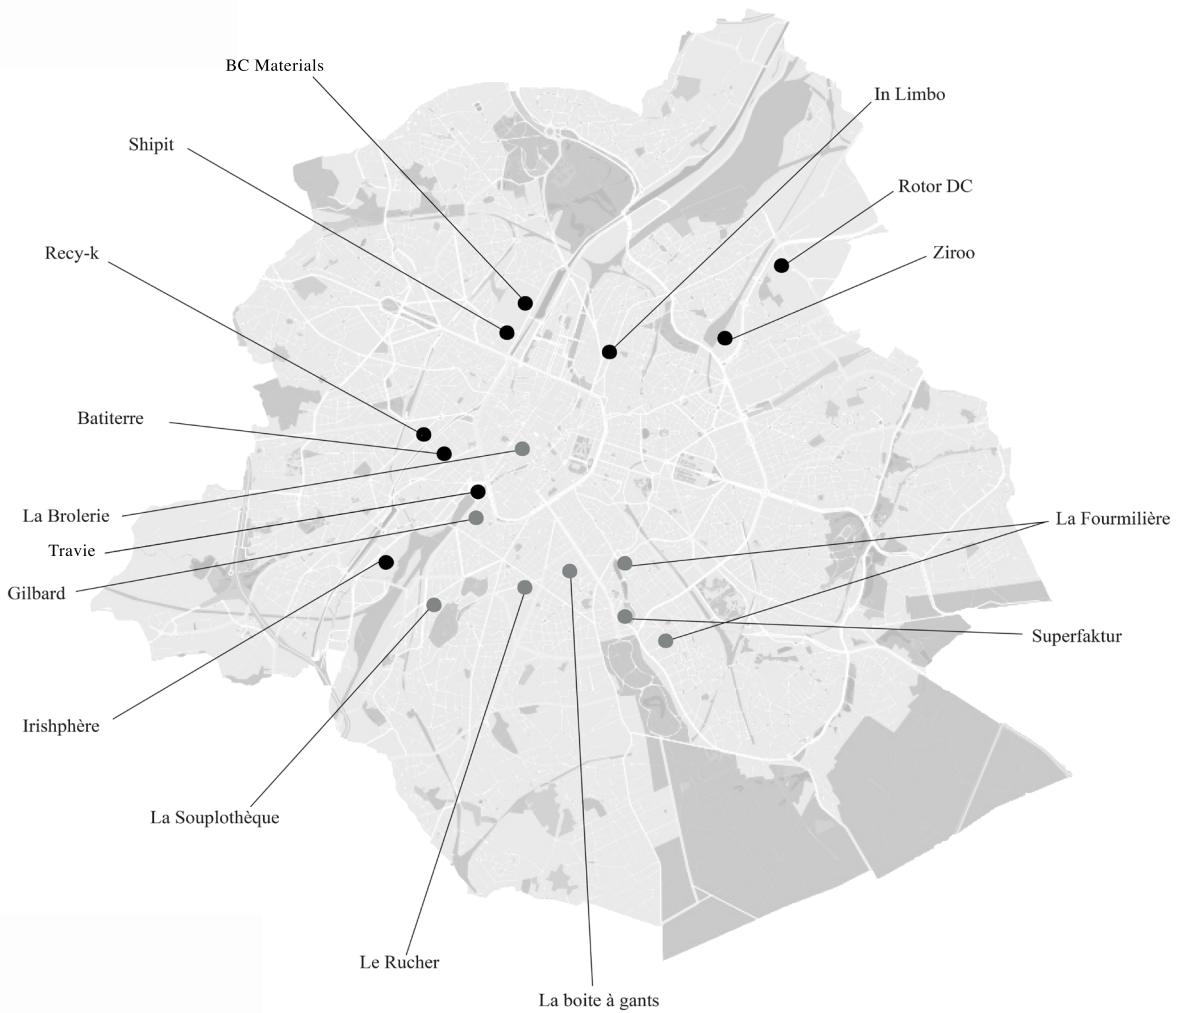 BC Materials
In Limbo
Shipit
Rotor DC
Recy-k
Ziroo
Batiterre
La Brolerie
La Fourmilière
Travie
Gilbard
Superfaktur
Irishphère
La Souplothèque
Le Rucher
La boite à gants